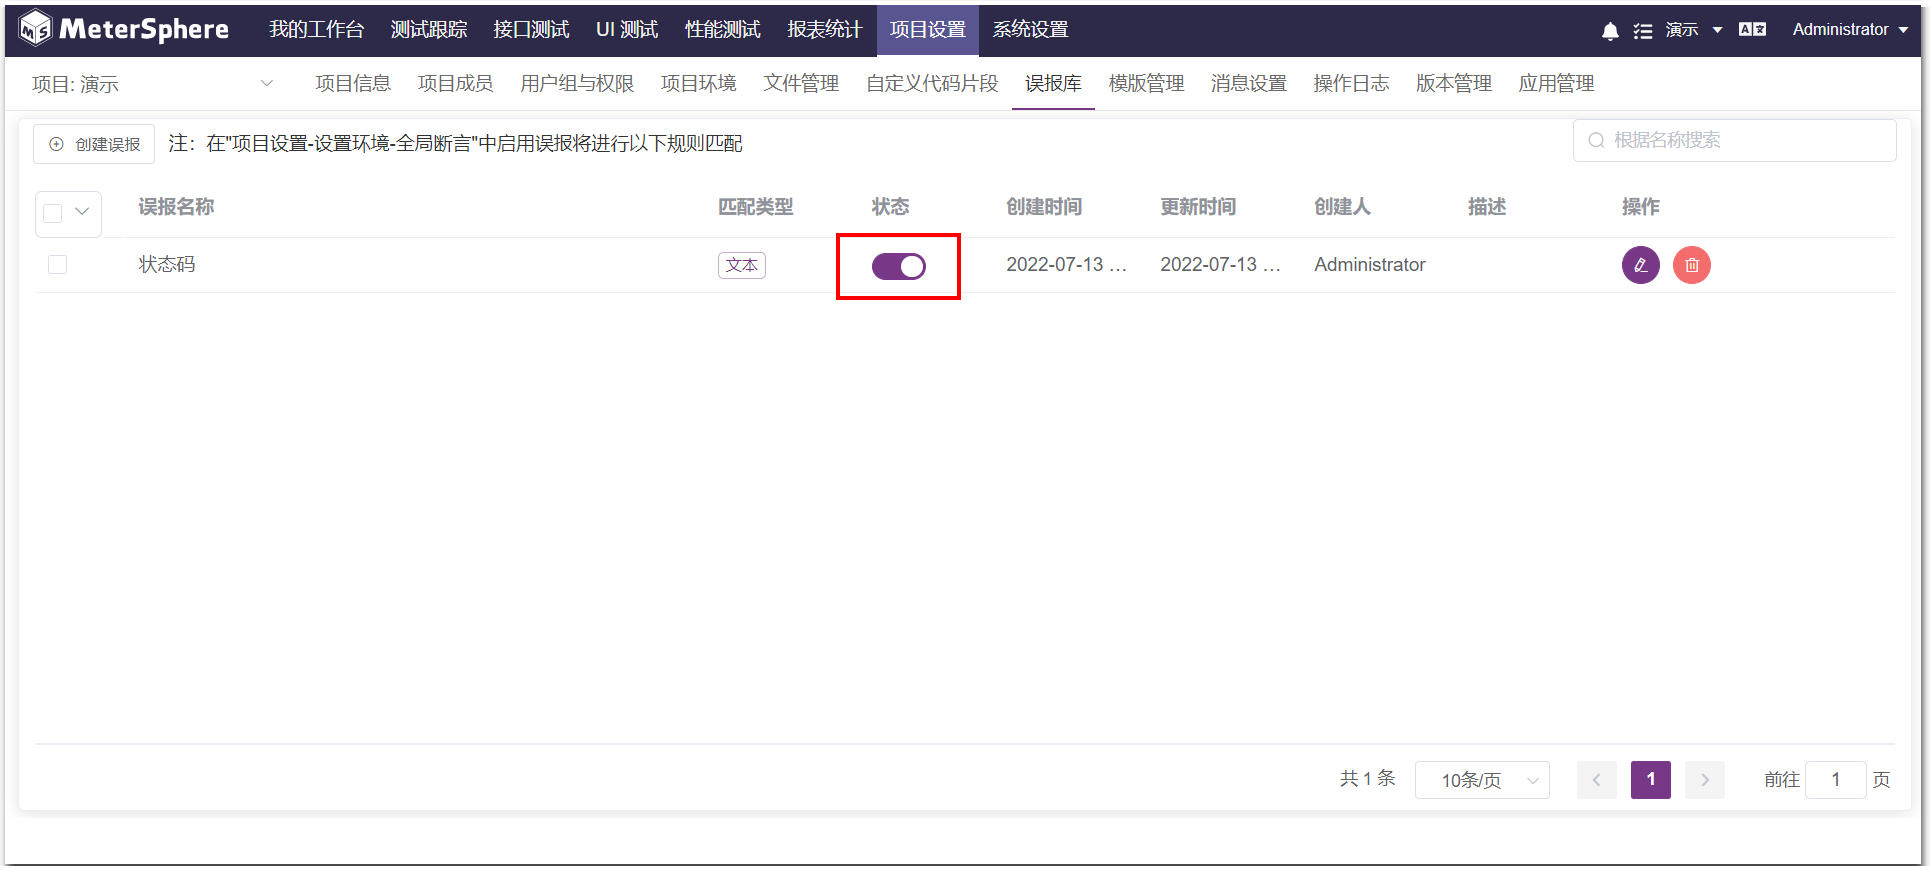 MeterSphere 我的工作台 测试跟踪 接口测试 UI 测试 性能测试 报表统计 项目设置 系统设置 演示 Administrator
项目: 演示 项目信息 项目成员 用户组与权限 项目环境 文件管理 自定义代码片段 误报库 模版管理 消息设置 操作日志 版本管理 应用管理
创建误报 注：在"项目设置-设置环境-全局断言"中启用误报将进行以下规则匹配 根据名称搜索
误报名称 匹配类型 状态 创建时间 更新时间 创建人 描述 操作
状态码 文本 2022-07-13 ... 2022-07-13 ... Administrator
共 1 条 10条/页 1 前往 1 页